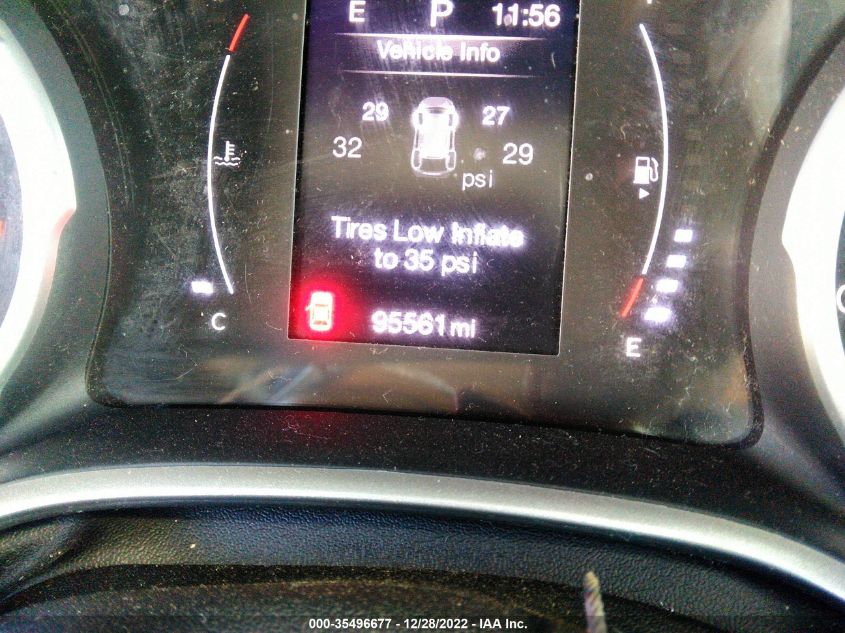 E P 11:56
Vehicle Info
29 27
32 29
psi
Tires Low Inflate
to 35 psi
95561 mi
C E
000-35496677 - 12/28/2022 - IAA Inc.